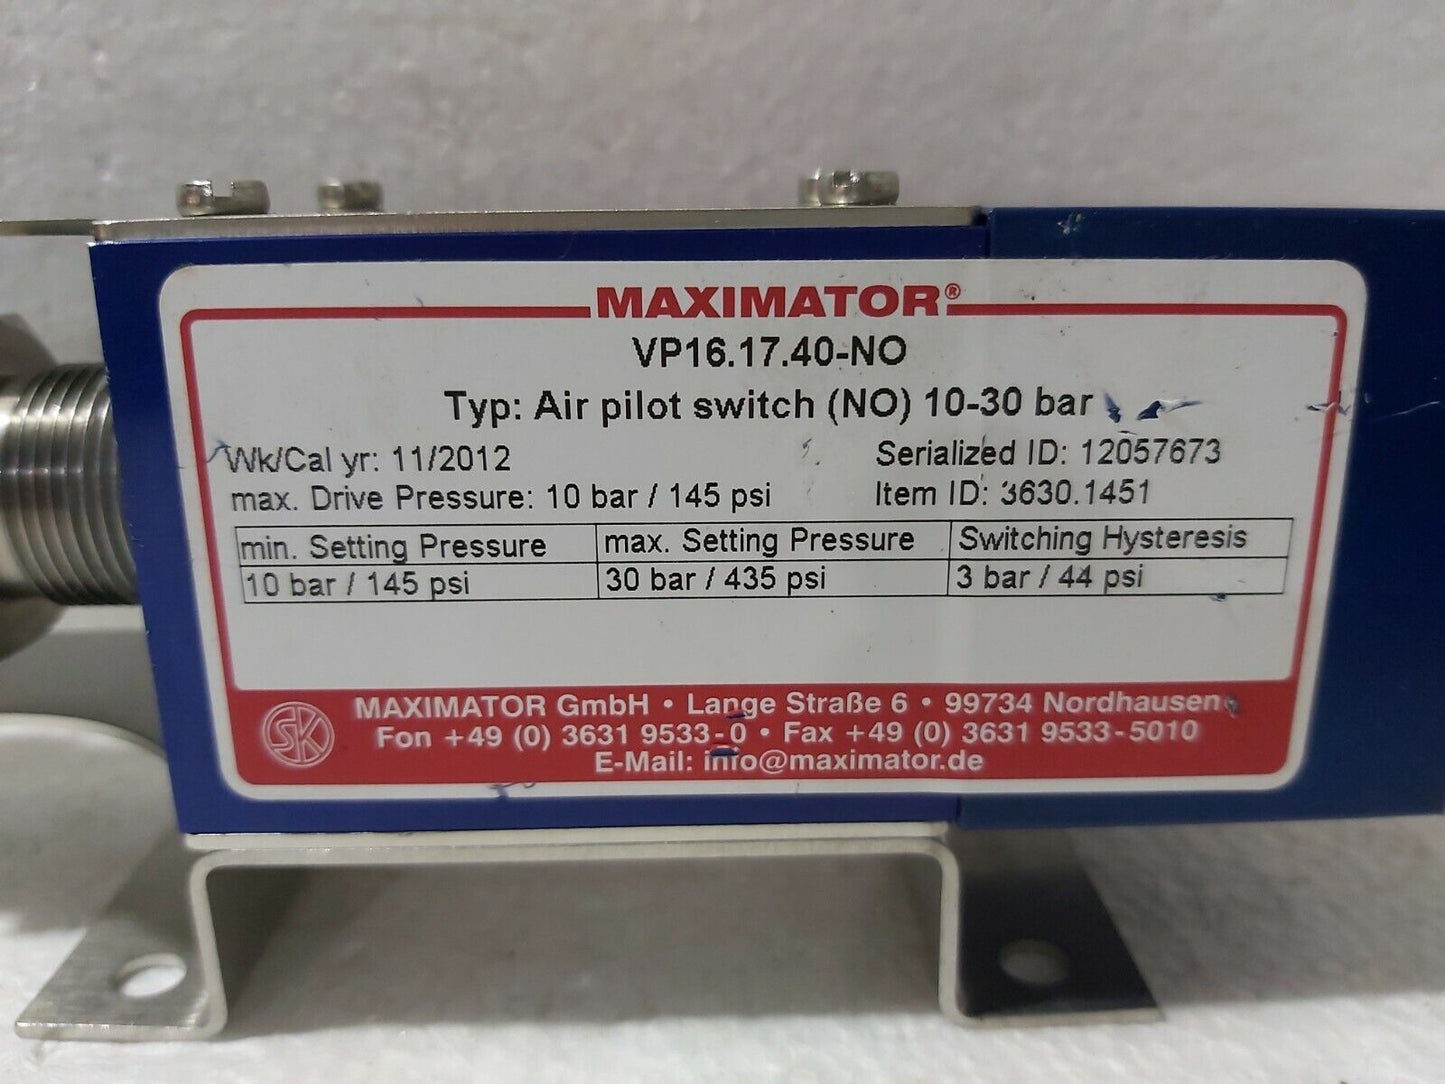 MAXIMATOR®
VP16.17.40-NO
Typ: Air pilot switch (NO) 10-30 bar
Wk/Cal yr: 11/2012 Serialized ID: 12057673
max. Drive Pressure: 10 bar / 145 psi Item ID: 3630.1451
min. Setting Pressure max. Setting Pressure Switching Hysteresis
10 bar / 145 psi 30 bar / 435 psi 3 bar / 44 psi
SK MAXIMATOR GmbH • Lange Straße 6 • 99734 Nordhausen
Fon +49 (0) 3631 9533-0 • Fax +49 (0) 3631 9533-5010
E-Mail: info@maximator.de